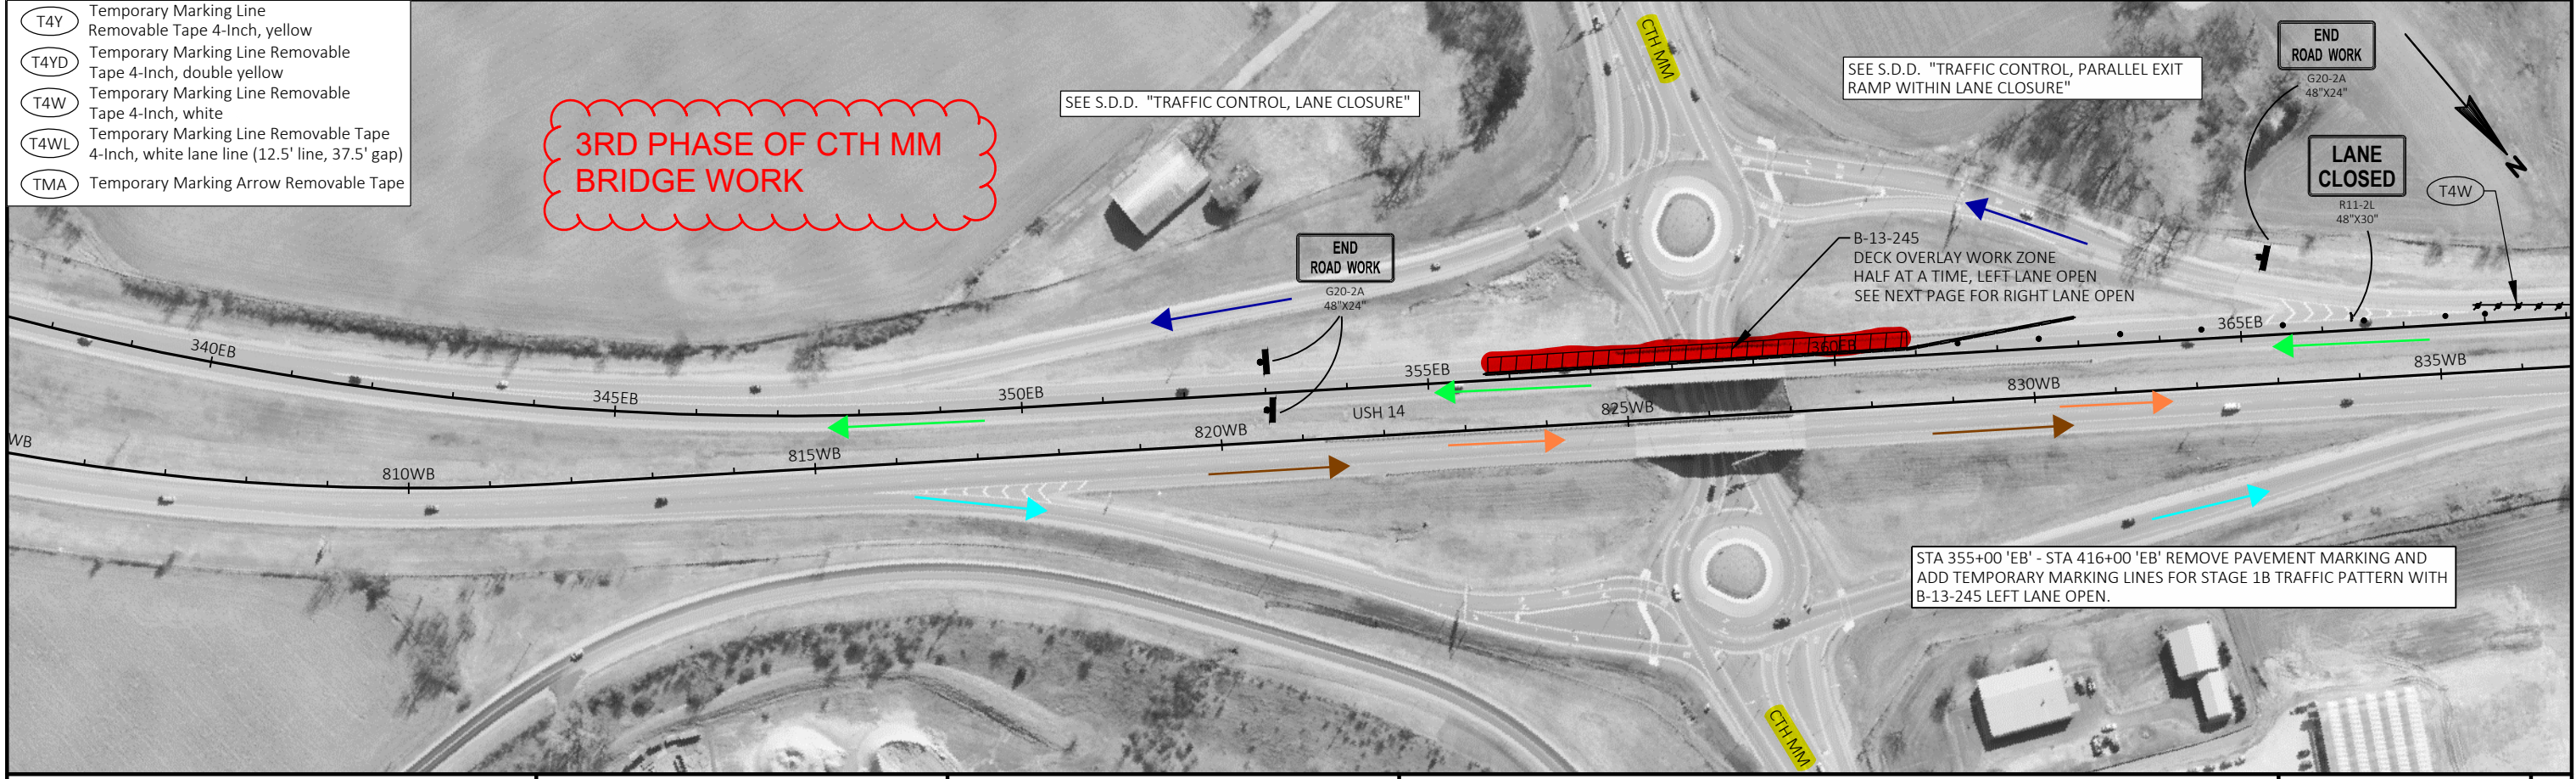 T4Y
Temporary Marking Line
Removable Tape 4-Inch, yellow
T4YD
Temporary Marking Line Removable
Tape 4-Inch, double yellow
T4W
Temporary Marking Line Removable
Tape 4-Inch, white
T4WL
Temporary Marking Line Removable Tape
4-Inch, white lane line (12.5' line, 37.5' gap)
TMA
Temporary Marking Arrow Removable Tape
3RD PHASE OF CTH MM
BRIDGE WORK
SEE S.D.D. "TRAFFIC CONTROL, LANE CLOSURE"
CTH MM
SEE S.D.D. "TRAFFIC CONTROL, PARALLEL EXIT
RAMP WITHIN LANE CLOSURE"
END
ROAD WORK
G20-2A
48"X24"
LANE
CLOSED
R11-2L
48"X30"
T4W
N
END
ROAD WORK
G20-2A
48"X24"
B-13-245
DECK OVERLAY WORK ZONE
HALF AT A TIME, LEFT LANE OPEN
SEE NEXT PAGE FOR RIGHT LANE OPEN
340EB
345EB
350EB
355EB
360EB
365EB
USH 14
WB
810WB
815WB
820WB
825WB
830WB
835WB
STA 355+00 'EB' - STA 416+00 'EB' REMOVE PAVEMENT MARKING AND
ADD TEMPORARY MARKING LINES FOR STAGE 1B TRAFFIC PATTERN WITH
B-13-245 LEFT LANE OPEN.
CTH MM